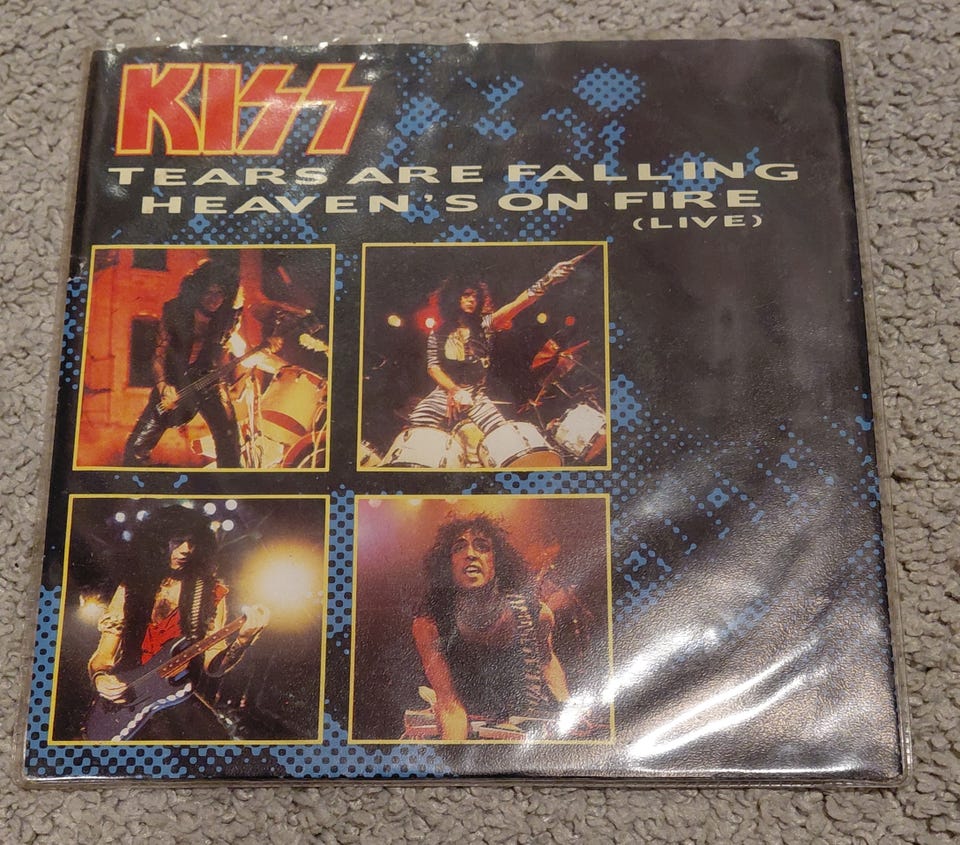 KISS
TEARS ARE FALLING
HEAVEN'S ON FIRE
(LIVE)